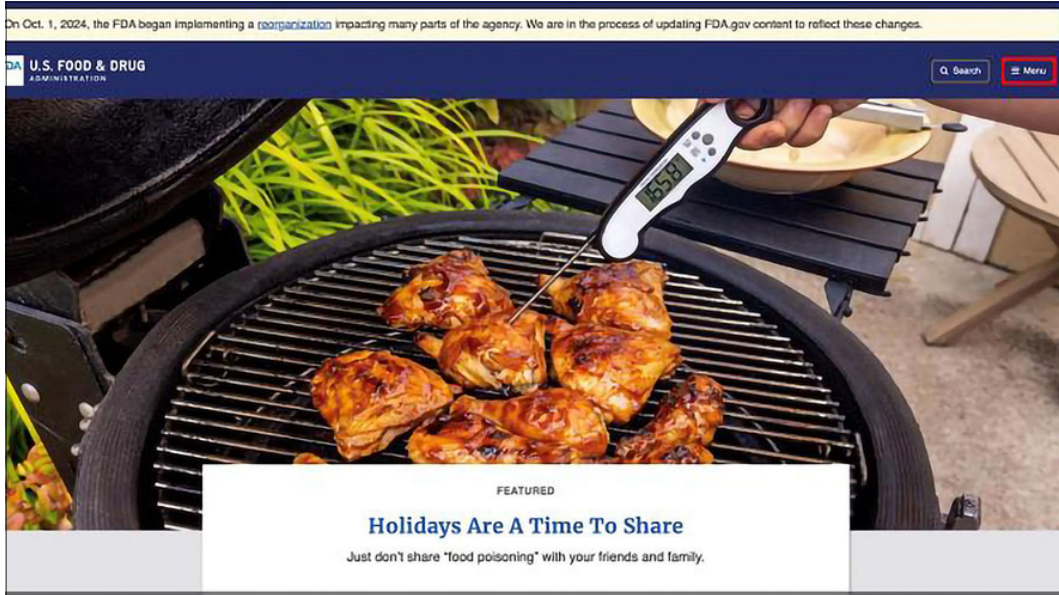 On Oct. 1, 2024, the FDA began implementing a reorganization impacting many parts of the agency. We are in the process of updating FDA.gov content to reflect these changes.
U.S. FOOD & DRUG
ADMINISTRATION
Search
Menu
FEATURED
Holidays Are A Time To Share
Just don't share "food poisoning" with your friends and family.